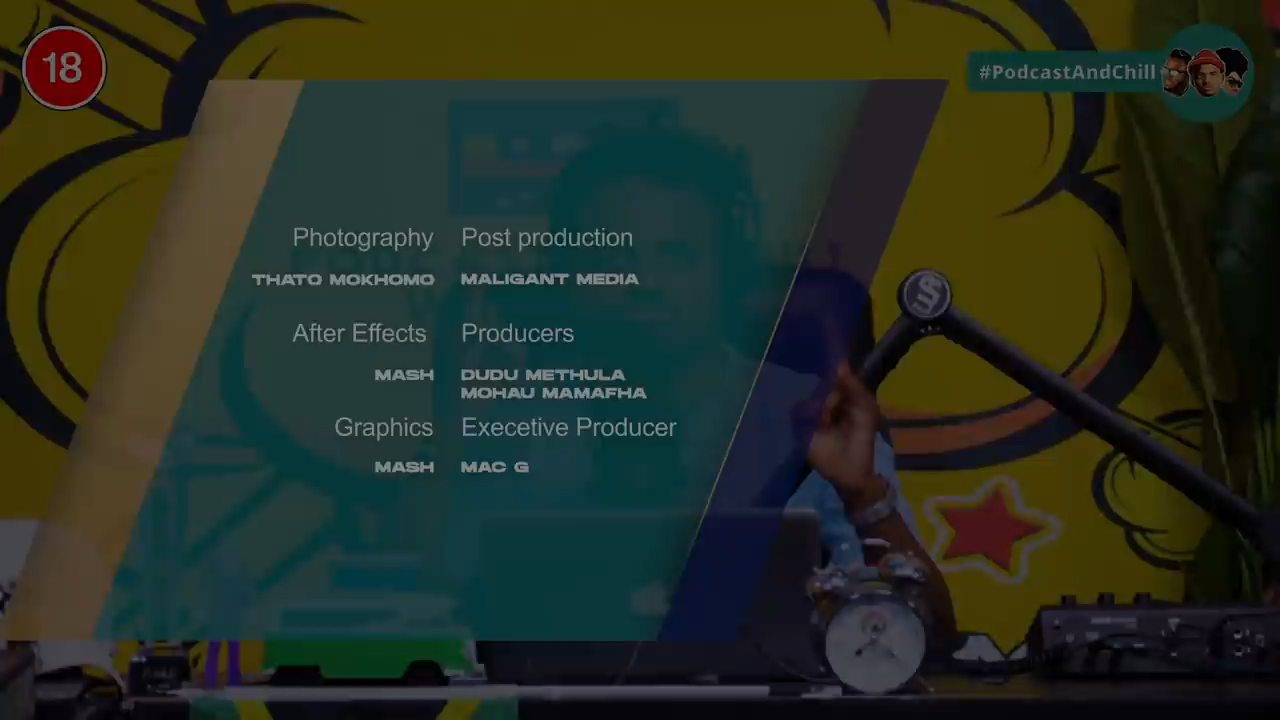 18
#PodcastAndChill
Photography Post production
THATO MOKHOMO MALIGANT MEDIA
After Effects Producers
MASH DUDU METHULA
MOHAU MAMAFHA
Graphics Execetive Producer
MASH MAC G